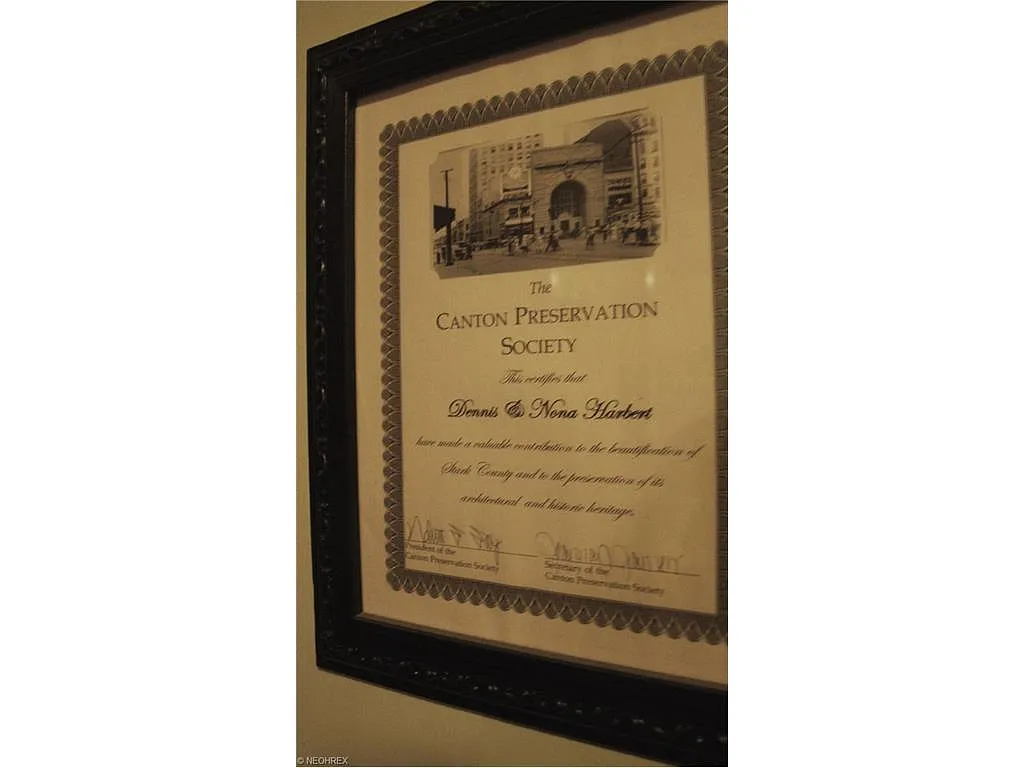 The
CANTON PRESERVATION
SOCIETY
This certifies that
Dennis & Nona Harbert
have made a valuable contribution to the beautification of
Stark County and to the preservation of its
architectural and historic heritage.
President of the
Canton Preservation Society
Secretary of the
Canton Preservation Society
© NEOHREX